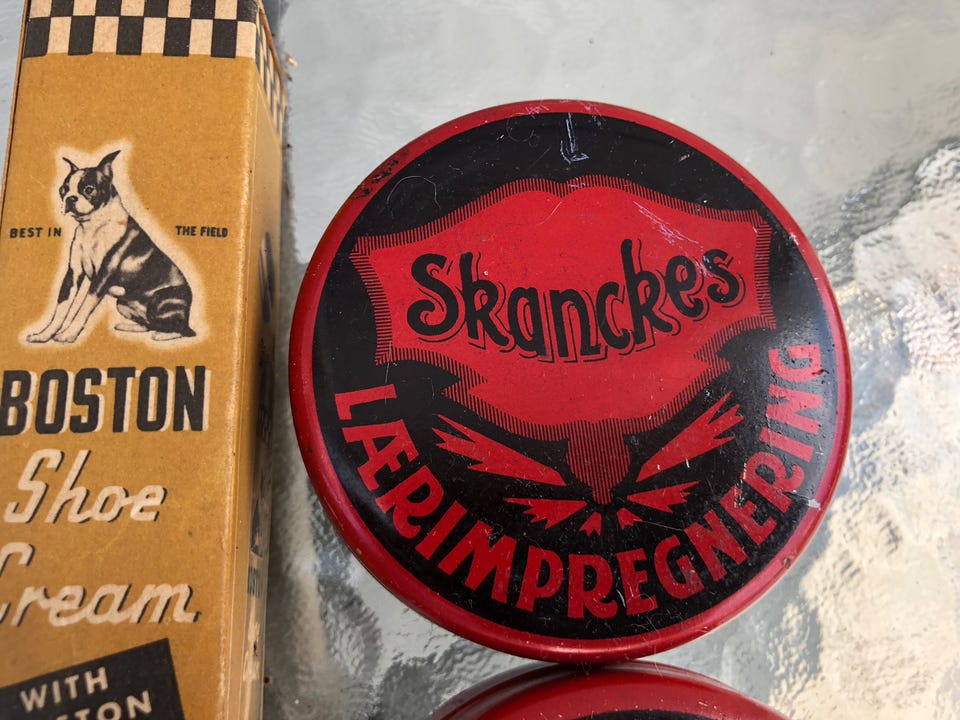 BEST IN THE FIELD
BOSTON
Shoe
Cream
WITH
Skanckes
LÆRIMPREGNERING